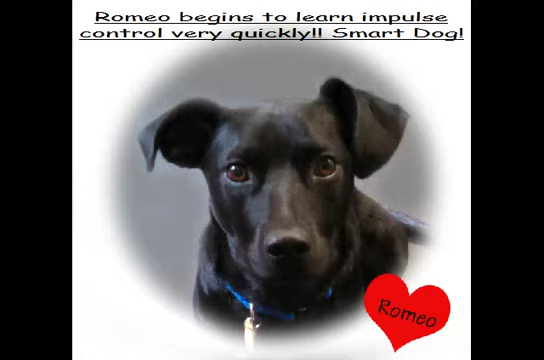 Romeo begins to learn impulse
control very quickly!! Smart Dog!
Romeo